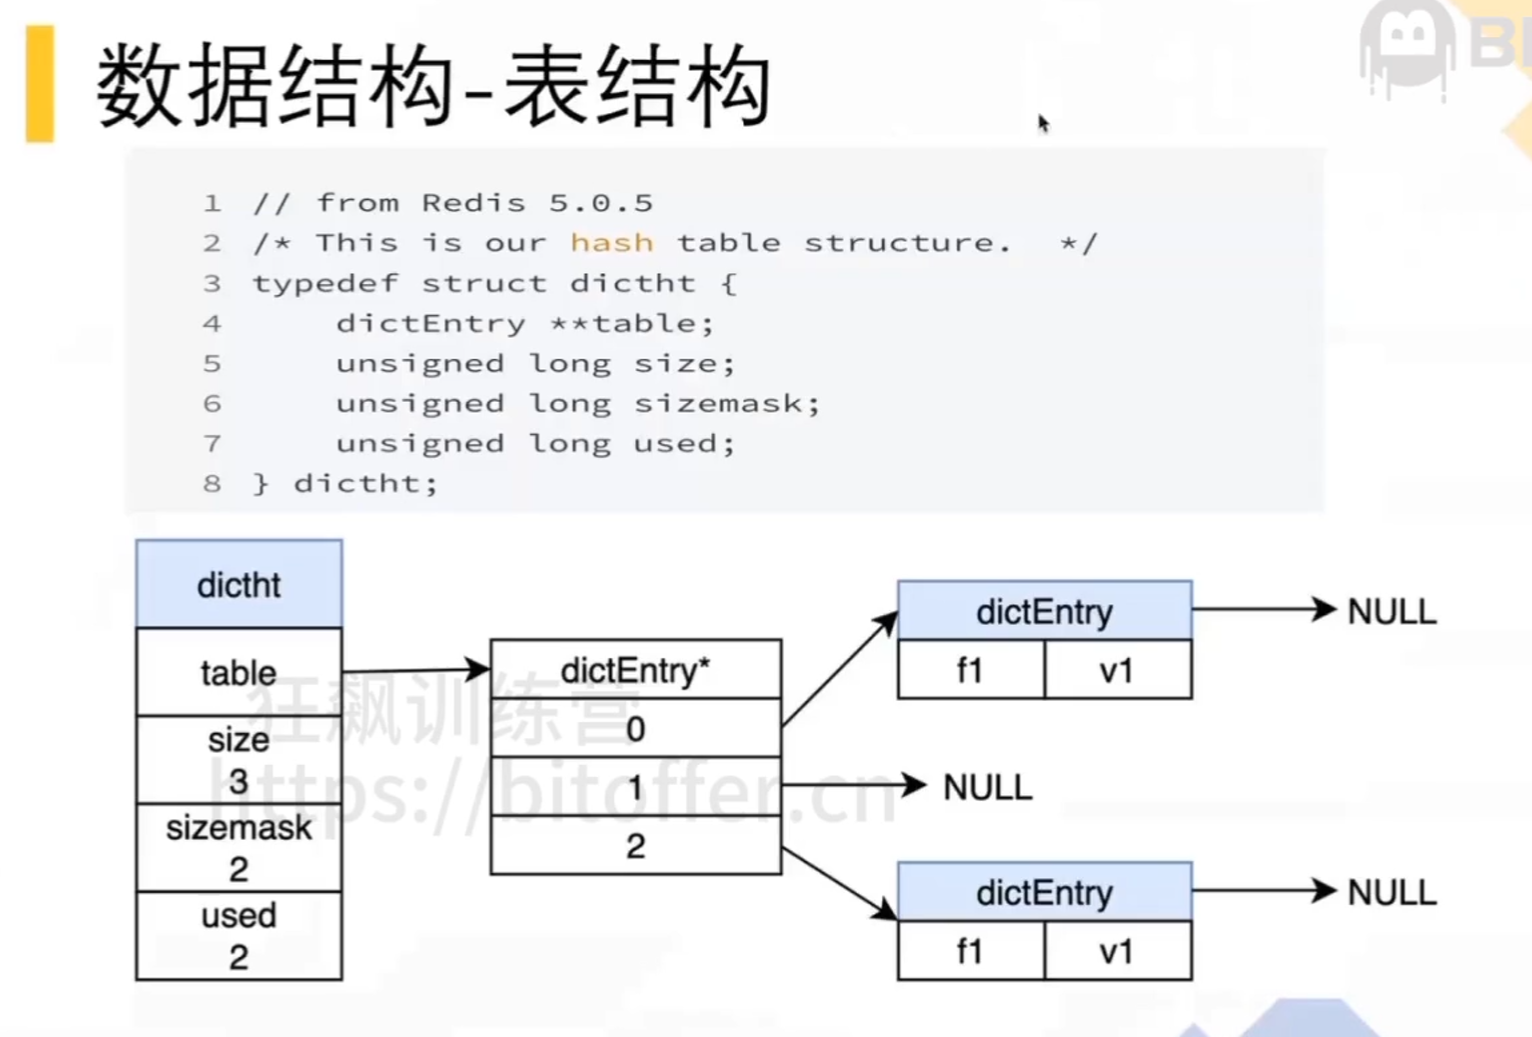 数据结构-表结构
BI
1 // from Redis 5.0.5
2 /* This is our hash table structure.  */
3 typedef struct dictht {
4     dictEntry **table;
5     unsigned long size;
6     unsigned long sizemask;
7     unsigned long used;
8 } dictht;
dictht
table
size
3
sizemask
2
used
2
dictEntry*
0
1
2
dictEntry
f1 v1
NULL
NULL
dictEntry
f1 v1
NULL
狂飙训练营
https://bitoffer.cn